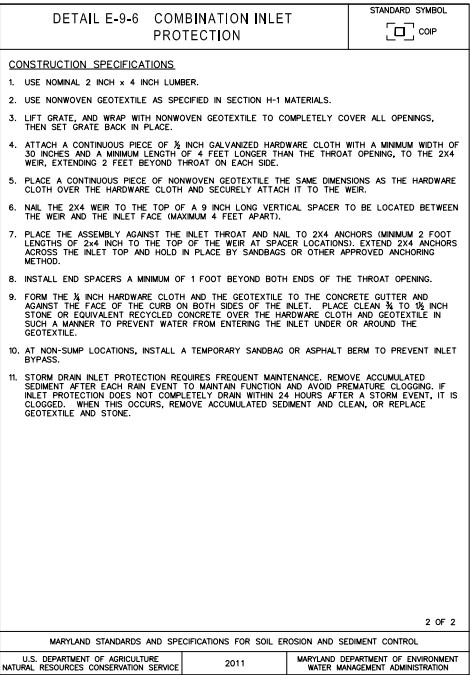 DETAIL E-9-6 COMBINATION INLET
PROTECTION
STANDARD SYMBOL
COIP
CONSTRUCTION SPECIFICATIONS
1. USE NOMINAL 2 INCH x 4 INCH LUMBER.
2. USE NONWOVEN GEOTEXTILE AS SPECIFIED IN SECTION H-1 MATERIALS.
3. LIFT GRATE, AND WRAP WITH NONWOVEN GEOTEXTILE TO COMPLETELY COVER ALL OPENINGS,
THEN SET GRATE BACK IN PLACE.
4. ATTACH A CONTINUOUS PIECE OF ½ INCH GALVANIZED HARDWARE CLOTH WITH A MINIMUM WIDTH OF
30 INCHES AND A MINIMUM LENGTH OF 4 FEET LONGER THAN THE THROAT OPENING, TO THE 2X4
WEIR, EXTENDING 2 FEET BEYOND THROAT ON EACH SIDE.
5. PLACE A CONTINUOUS PIECE OF NONWOVEN GEOTEXTILE THE SAME DIMENSIONS AS THE HARDWARE
CLOTH OVER THE HARDWARE CLOTH AND SECURELY ATTACH IT TO THE WEIR.
6. NAIL THE 2X4 WEIR TO THE TOP OF A 9 INCH LONG VERTICAL SPACER TO BE LOCATED BETWEEN
THE WEIR AND THE INLET FACE (MAXIMUM 4 FEET APART).
7. PLACE THE ASSEMBLY AGAINST THE INLET THROAT AND NAIL TO 2X4 ANCHORS (MINIMUM 2 FOOT
LENGTHS OF 2x4 INCH TO THE TOP OF THE WEIR AT SPACER LOCATIONS). EXTEND 2X4 ANCHORS
ACROSS THE INLET TOP AND HOLD IN PLACE BY SANDBAGS OR OTHER APPROVED ANCHORING
METHOD.
8. INSTALL END SPACERS A MINIMUM OF 1 FOOT BEYOND BOTH ENDS OF THE THROAT OPENING.
9. FORM THE INCH HARDWARE CLOTH AND THE GEOTEXTILE TO THE CONCRETE GUTTER AND
AGAINST THE FACE OF THE CURB ON BOTH SIDES OF THE INLET. PLACE CLEAN ¾ TO 1½ INCH
STONE OR EQUIVALENT RECYCLED CONCRETE OVER THE HARDWARE CLOTH AND GEOTEXTILE IN
SUCH A MANNER TO PREVENT WATER FROM ENTERING THE INLET UNDER OR AROUND THE
GEOTEXTILE.
10. AT NON-SUMP LOCATIONS, INSTALL A TEMPORARY SANDBAG OR ASPHALT BERM TO PREVENT INLET
BYPASS.
11. STORM DRAIN INLET PROTECTION REQUIRES FREQUENT MAINTENANCE. REMOVE ACCUMULATED
SEDIMENT AFTER EACH RAIN EVENT TO MAINTAIN FUNCTION AND AVOID PREMATURE CLOGGING. IF
INLET PROTECTION DOES NOT COMPLETELY DRAIN WITHIN 24 HOURS AFTER A STORM EVENT, IT IS
CLOGGED. WHEN THIS OCCURS, REMOVE ACCUMULATED SEDIMENT AND CLEAN, OR REPLACE
GEOTEXTILE AND STONE.
2 OF 2
MARYLAND STANDARDS AND SPECIFICATIONS FOR SOIL EROSION AND SEDIMENT CONTROL
U.S. DEPARTMENT OF AGRICULTURE
NATURAL RESOURCES CONSERVATION SERVICE
2011
MARYLAND DEPARTMENT OF ENVIRONMENT
WATER MANAGEMENT ADMINISTRATION